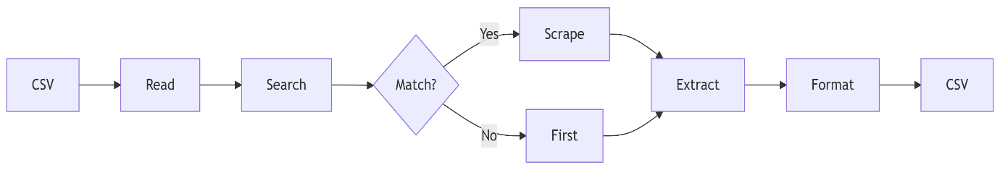 CSV
Read
Search
Match?
Yes
Scrape
No
First
Extract
Format
CSV